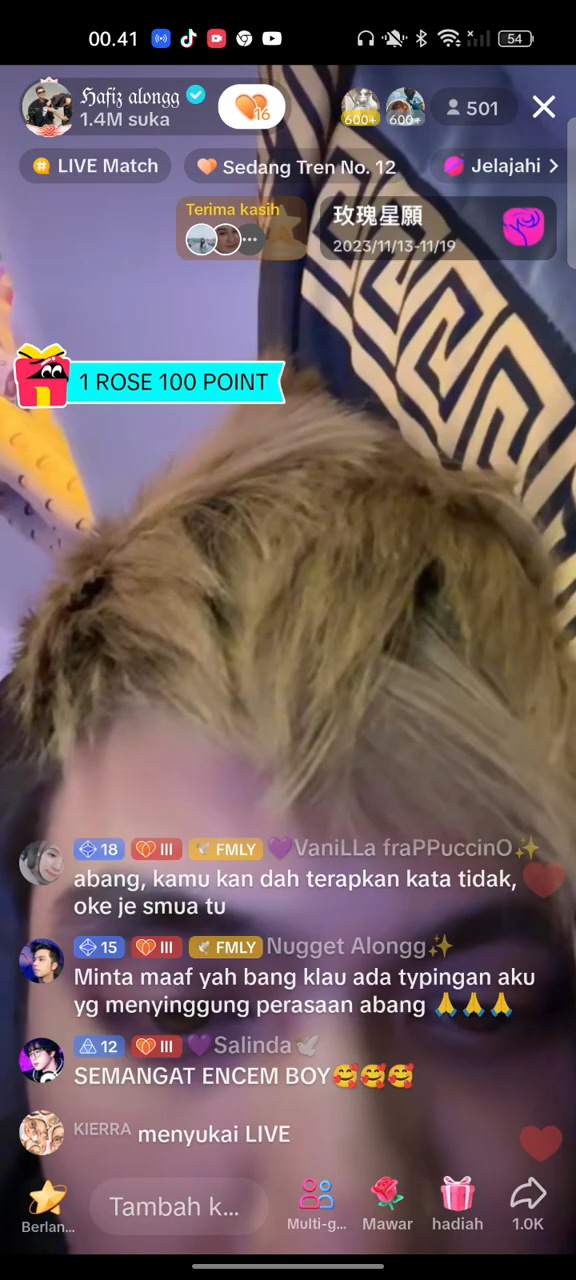 00.41
54
Hafiz alongg
1.4M suka
16
600+
600+
501
LIVE Match
Sedang Tren No. 12
Jelajahi >
Terima kasih
玫瑰星願
2023/11/13-11/19
1 ROSE 100 POINT
18 III FMLY 💜VaniLLa fraPPuccinO✨
abang, kamu kan dah terapkan kata tidak,
oke je smua tu
15 III FMLY Nugget Alongg✨
Minta maaf yah bang klau ada typingan aku
yg menyinggung perasaan abang 🙏🙏🙏
12 III 💜Salinda🕊
SEMANGAT ENCEM BOY🥰🥰🥰
KIERRA menyukai LIVE
Berlan...
Tambah k...
Multi-g...
Mawar
hadiah
1.0K